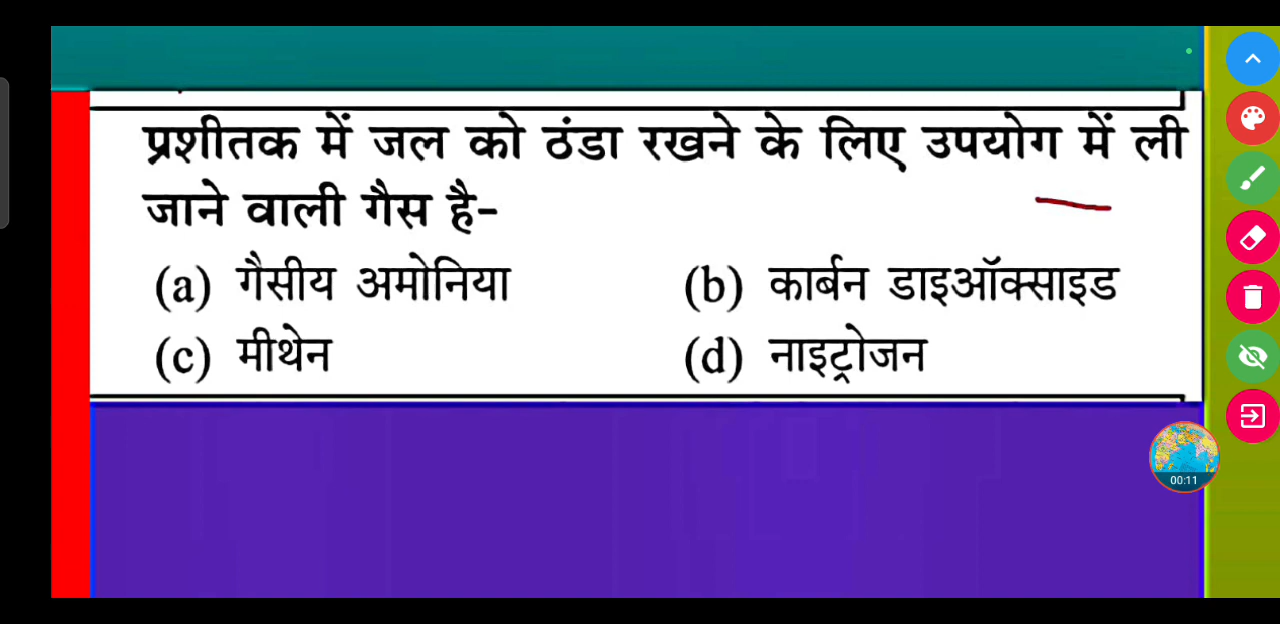 प्रशीतक में जल को ठंडा रखने के लिए उपयोग में ली
जाने वाली गैस है-
(a) गैसीय अमोनिया (b) कार्बन डाइऑक्साइड
(c) मीथेन (d) नाइट्रोजन
00:11